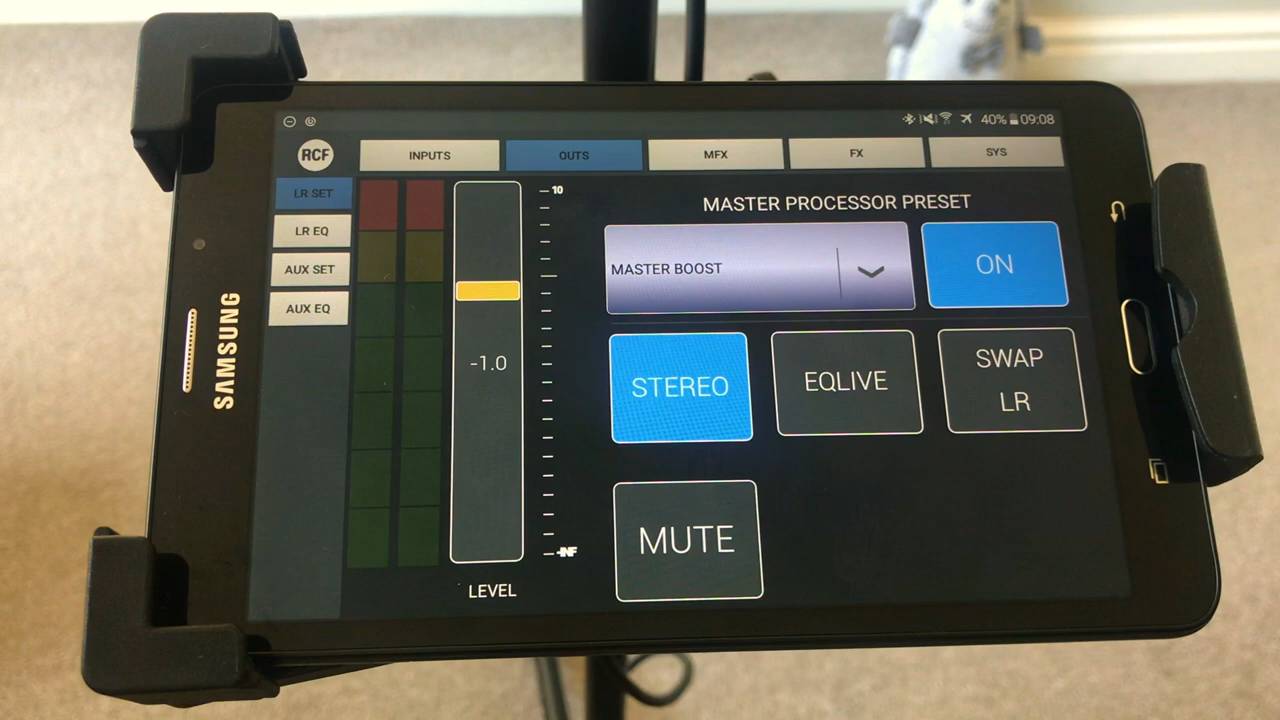 40% 09:08
RCF
INPUTS
OUTS
MFX
FX
SYS
LR SET
LR EQ
AUX SET
AUX EQ
10
-1.0
-INF
LEVEL
MASTER PROCESSOR PRESET
MASTER BOOST
ON
STEREO
EQLIVE
SWAP
LR
MUTE
SAMSUNG